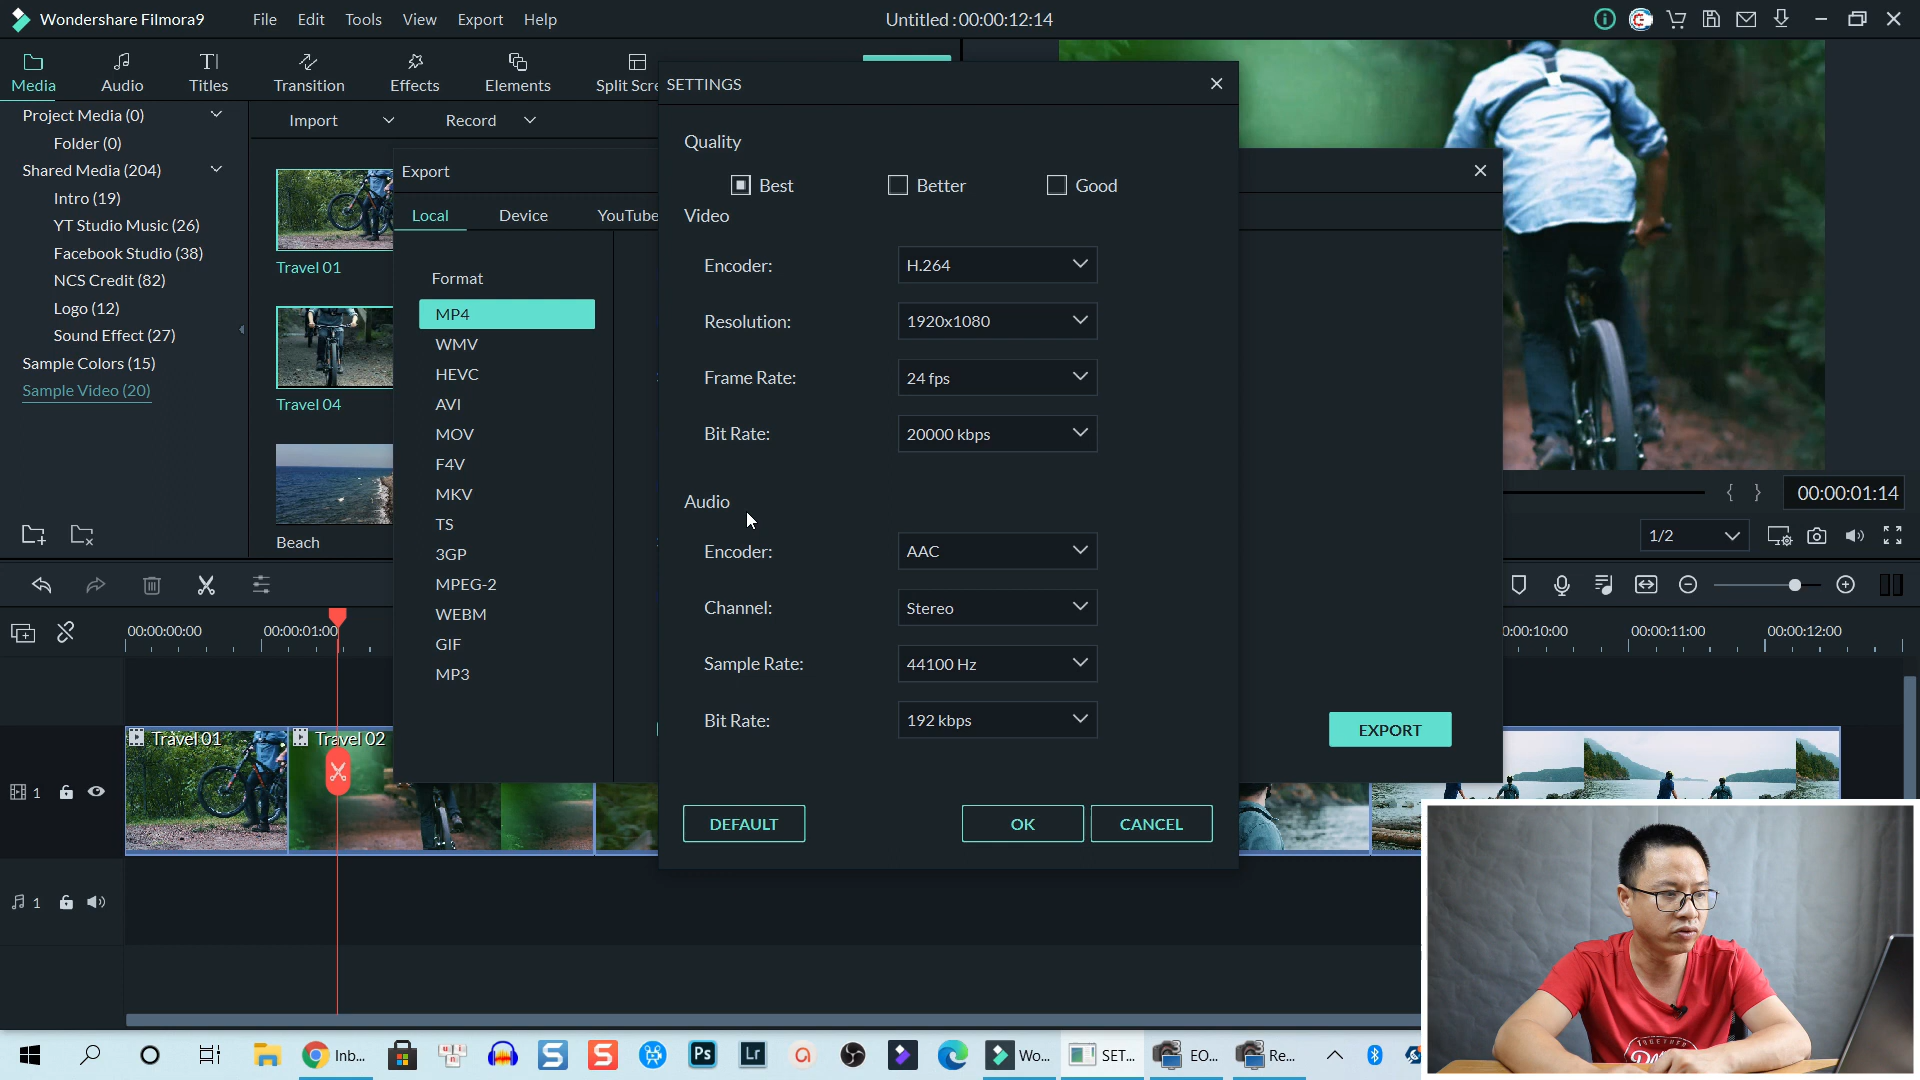 Wondershare Filmora9
File Edit Tools View Export Help
Untitled : 00:00:12:14
Media Audio Titles Transition Effects Elements Split Scre
Project Media (0)
Folder (0)
Shared Media (204)
Intro (19)
YT Studio Music (26)
Facebook Studio (38)
NCS Credit (82)
Logo (12)
Sound Effect (27)
Sample Colors (15)
Sample Video (20)
Import Record
Travel 01
Travel 04
Beach
Export
Local Device YouTube
Format
MP4
WMV
HEVC
AVI
MOV
F4V
MKV
TS
3GP
MPEG-2
WEBM
GIF
MP3
EXPORT
SETTINGS
Quality
Best Better Good
Video
Encoder: H.264
Resolution: 1920x1080
Frame Rate: 24 fps
Bit Rate: 20000 kbps
Audio
Encoder: AAC
Channel: Stereo
Sample Rate: 44100 Hz
Bit Rate: 192 kbps
DEFAULT OK CANCEL
{ } 00:00:01:14
1/2
00:00:00:00 00:00:01:00 0:00:10:00 00:00:11:00 00:00:12:00
Travel 01 Travel 02
1
1
TOGETHER
Inb... Ps Lr Wo... SET... EO... Re...